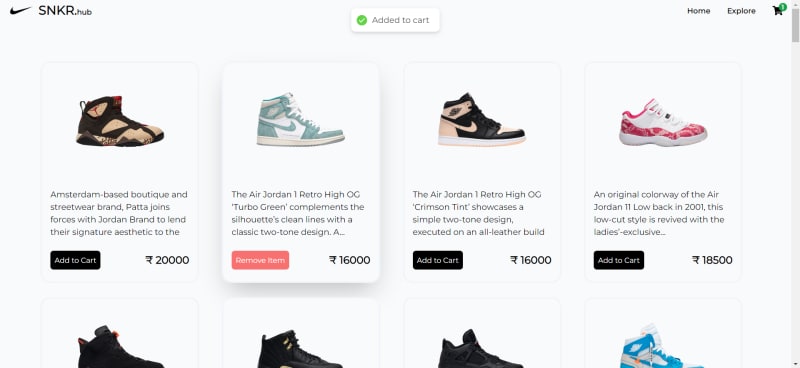 SNKR.hub
Added to cart
Home
Explore
1
Amsterdam-based boutique and
streetwear brand, Patta joins
forces with Jordan Brand to lend
their signature aesthetic to the
Add to Cart
₹ 20000
The Air Jordan 1 Retro High OG
‘Turbo Green’ complements the
silhouette’s clean lines with a
classic two-tone design. A...
Remove Item
₹ 16000
The Air Jordan 1 Retro High OG
‘Crimson Tint’ showcases a
simple two-tone design,
executed on an all-leather build
Add to Cart
₹ 16000
An original colorway of the Air
Jordan 11 Low back in 2001, this
low-cut style is revived with the
ladies’-exclusive...
Add to Cart
₹ 18500